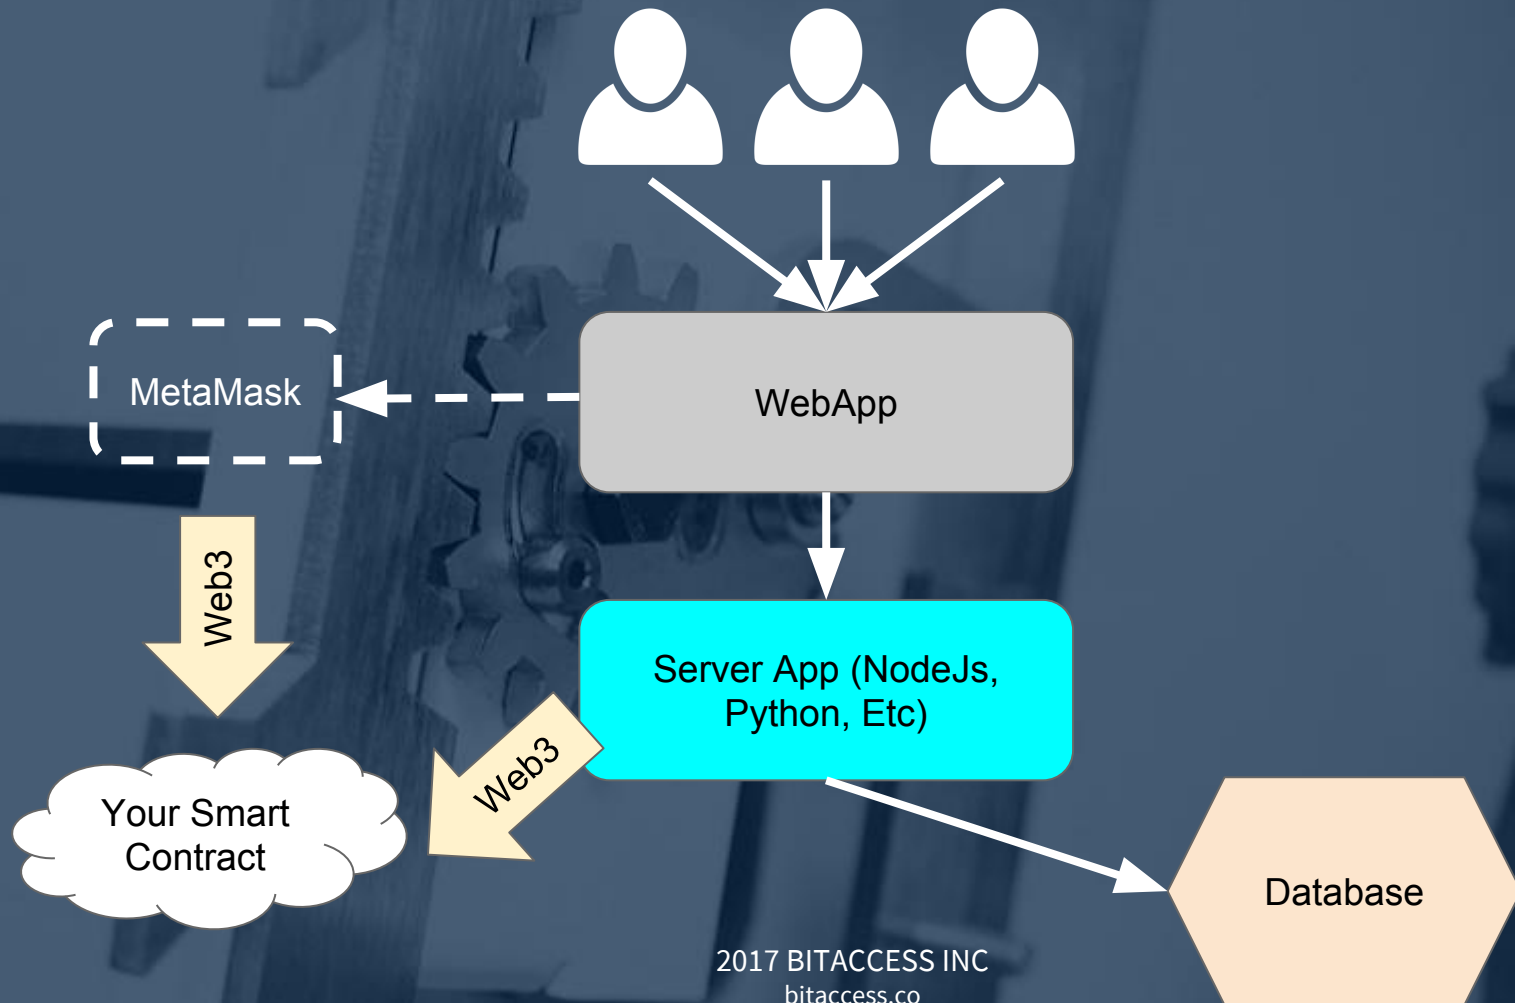 MetaMask
WebApp
Web3
Server App (NodeJs,
Python, Etc)
Web3
Your Smart
Contract
Database
2017 BITACCESS INC
bitaccess.co